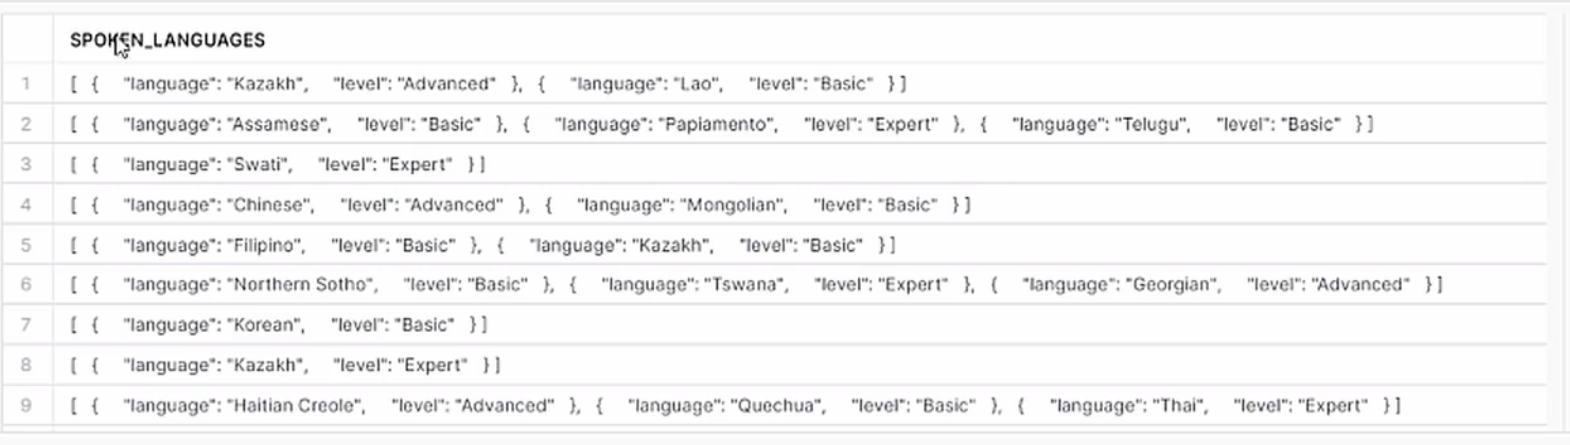 SPOKEN_LANGUAGES
1 [ { "language": "Kazakh", "level": "Advanced" }, { "language": "Lao", "level": "Basic" } ]
2 [ { "language": "Assamese", "level": "Basic" }, { "language": "Papiamento", "level": "Expert" }, { "language": "Telugu", "level": "Basic" } ]
3 [ { "language": "Swati", "level": "Expert" } ]
4 [ { "language": "Chinese", "level": "Advanced" }, { "language": "Mongolian", "level": "Basic" } ]
5 [ { "language": "Filipino", "level": "Basic" }, { "language": "Kazakh", "level": "Basic" } ]
6 [ { "language": "Northern Sotho", "level": "Basic" }, { "language": "Tswana", "level": "Expert" }, { "language": "Georgian", "level": "Advanced" } ]
7 [ { "language": "Korean", "level": "Basic" } ]
8 [ { "language": "Kazakh", "level": "Expert" } ]
9 [ { "language": "Haitian Creole", "level": "Advanced" }, { "language": "Quechua", "level": "Basic" }, { "language": "Thai", "level": "Expert" } ]